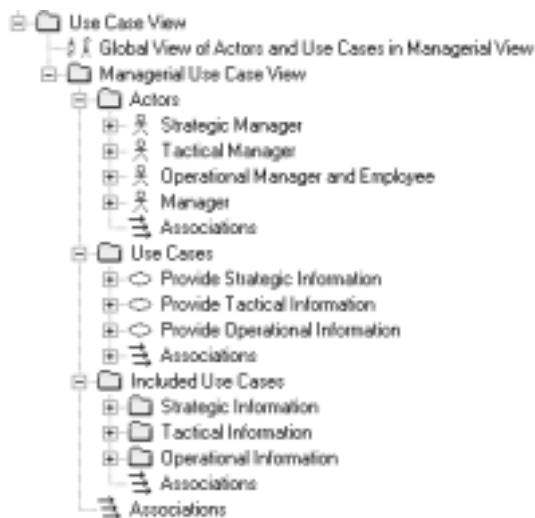 Use Case View
Global View of Actors and Use Cases in Managerial View
Managerial Use Case View
Actors
Strategic Manager
Tactical Manager
Operational Manager and Employee
Manager
Associations
Use Cases
Provide Strategic Information
Provide Tactical Information
Provide Operational Information
Associations
Included Use Cases
Strategic Information
Tactical Information
Operational Information
Associations
Associations